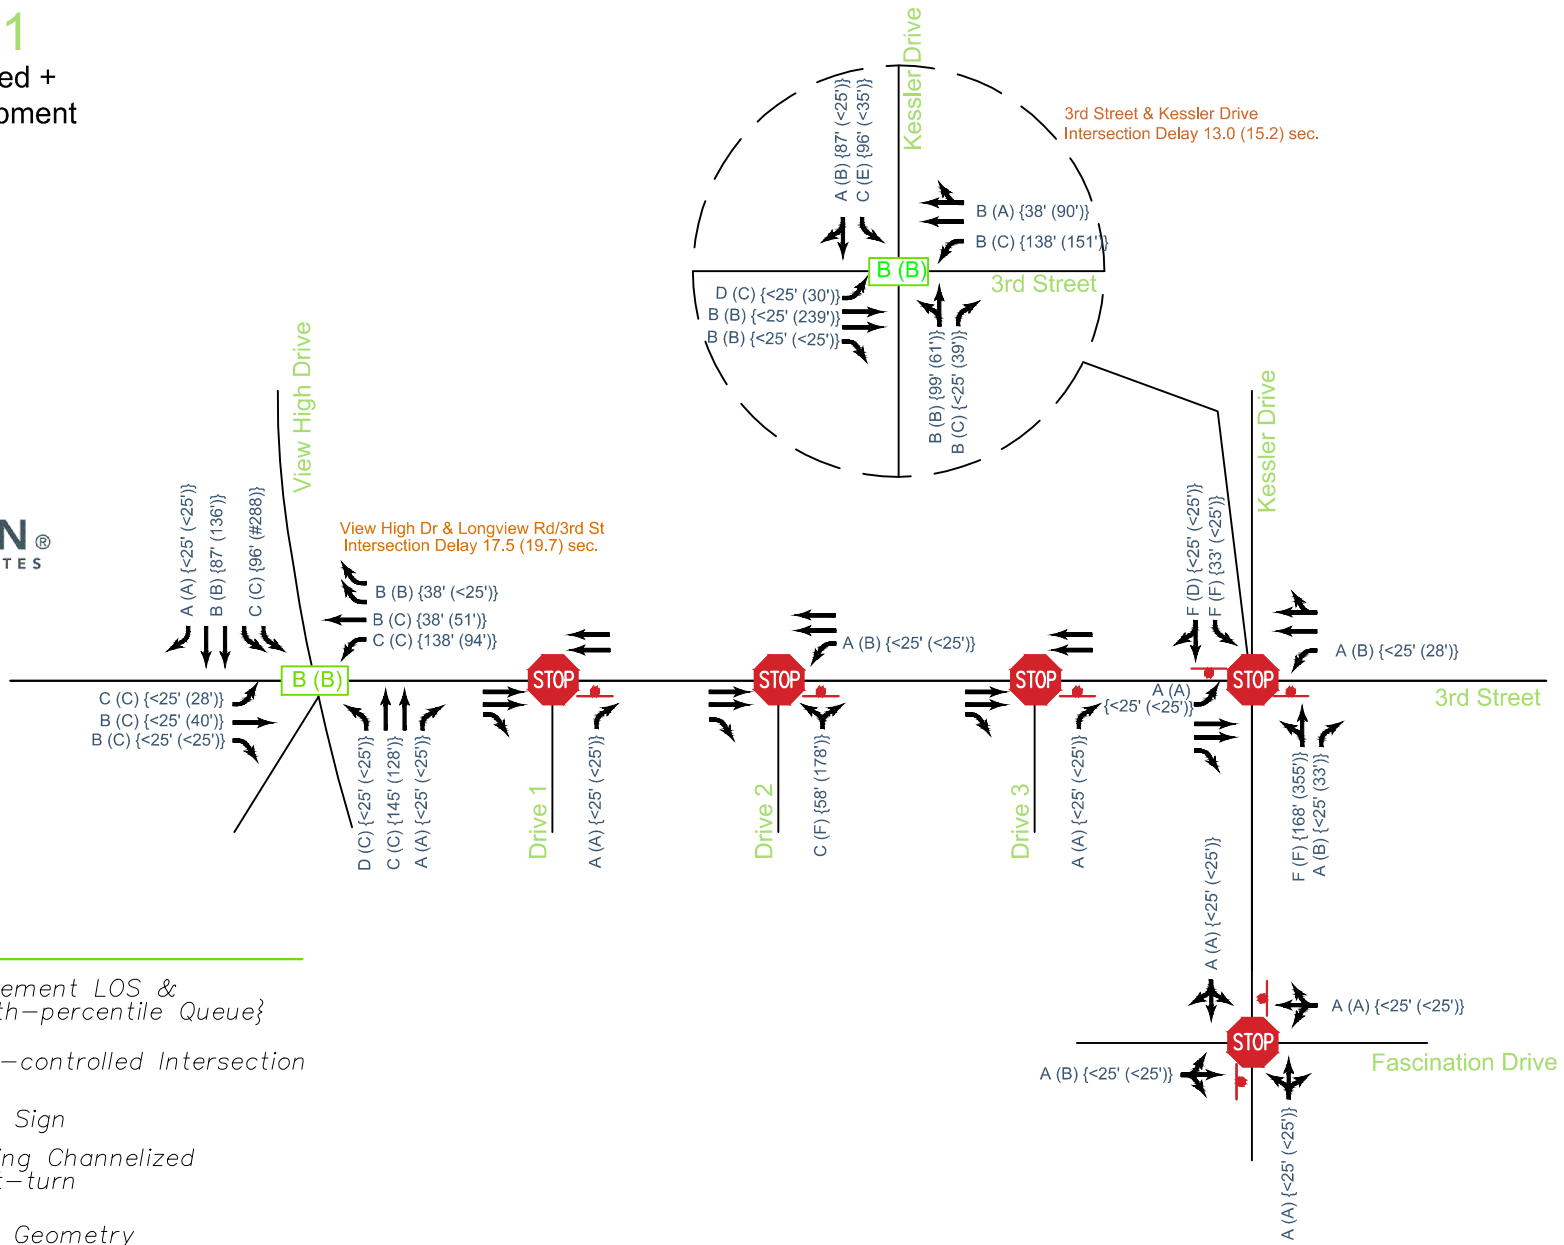 1
ed +
pment
Kessler Drive
A (B) {87' (<25')}
C (E) {96' (<35')}
3rd Street & Kessler Drive
Intersection Delay 13.0 (15.2) sec.
B (A) {38' (90')}
B (C) {138' (151')}
B (B)
3rd Street
D (C) {<25' (30')}
B (B) {<25' (239')}
B (B) {<25' (<25')}
B (B) {99' (61')}
B (C) {<25' (39')}
View High Drive
Kessler Drive
N®
TES
A (A) {<25' (<25')}
B (B) {87' (136')}
C (C) {96' (#288)}
View High Dr & Longview Rd/3rd St
Intersection Delay 17.5 (19.7) sec.
B (B) {38' (<25')}
B (C) {38' (51')}
C (C) {138' (94')}
F (D) {<25' (<25')}
F (F) {33' (<25')}
A (B) {<25' (<25')}
A (B) {<25' (28')}
B (B)
STOP
STOP
STOP
STOP
3rd Street
C (C) {<25' (28')}
B (C) {<25' (40')}
B (C) {<25' (<25')}
A (A)
{<25' (<25')}
D (C) {<25' (<25')}
C (C) {145' (128')}
A (A) {<25' (<25')}
Drive 1
A (A) {<25' (<25')}
Drive 2
C (F) {58' (178')}
Drive 3
A (A) {<25' (<25')}
F (F) {168' (355')}
A (B) {<25' (33')}
A (A) {<25' (<25')}
A (A) {<25' (<25')}
STOP
Fascination Drive
A (B) {<25' (<25')}
A (A) {<25' (<25')}
ement LOS &
th-percentile Queue}
-controlled Intersection
Sign
ing Channelized
t-turn
Geometry